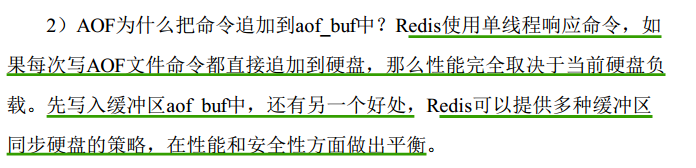 2）AOF为什么把命令追加到aof_buf中？Redis使用单线程响应命令，如
果每次写AOF文件命令都直接追加到硬盘，那么性能完全取决于当前硬盘负
载。先写入缓冲区aof_buf中，还有另一个好处，Redis可以提供多种缓冲区
同步硬盘的策略，在性能和安全性方面做出平衡。